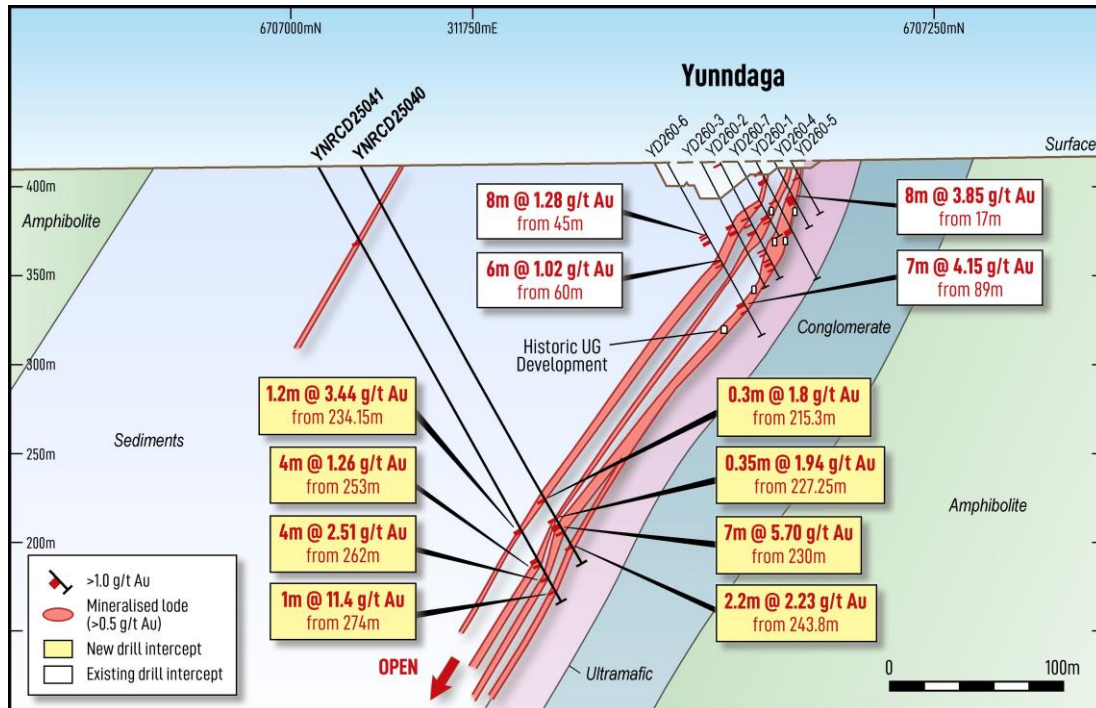 6707000mN
311750mE
6707250mN
Yunndaga
YNRCD25041
YNRCD25040
YD260-6
YD260-3
YD260-2
YD260-7
YD260-1
YD260-4
YD260-5
Surface
400m
350m
300m
250m
200m
Amphibolite
8m @ 1.28 g/t Au
from 45m
6m @ 1.02 g/t Au
from 60m
8m @ 3.85 g/t Au
from 17m
7m @ 4.15 g/t Au
from 89m
Conglomerate
Historic UG
Development
1.2m @ 3.44 g/t Au
from 234.15m
4m @ 1.26 g/t Au
from 253m
4m @ 2.51 g/t Au
from 262m
1m @ 11.4 g/t Au
from 274m
0.3m @ 1.8 g/t Au
from 215.3m
0.35m @ 1.94 g/t Au
from 227.25m
7m @ 5.70 g/t Au
from 230m
2.2m @ 2.23 g/t Au
from 243.8m
Sediments
Amphibolite
>1.0 g/t Au
Mineralised lode
(>0.5 g/t Au)
New drill intercept
Existing drill intercept
OPEN
Ultramafic
0
100m